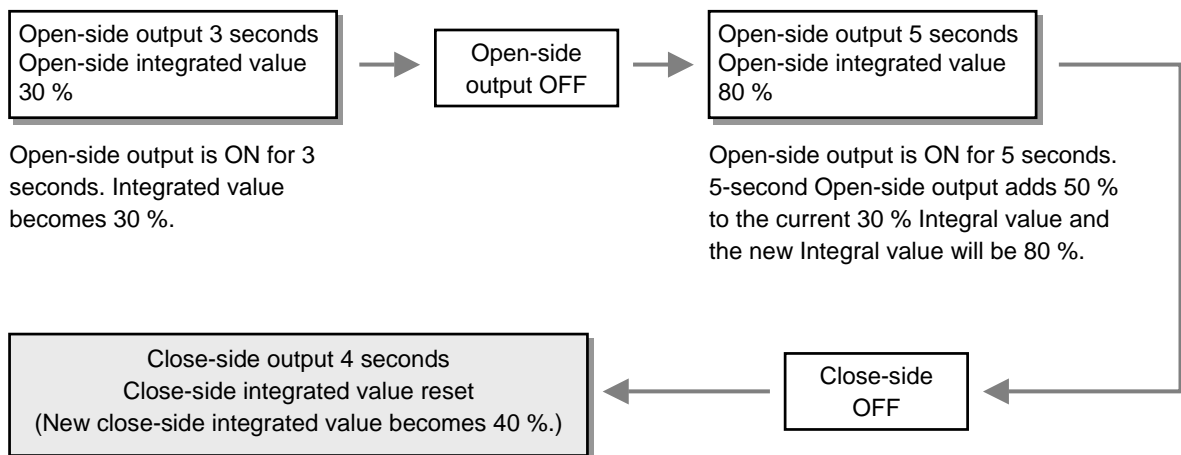 Open-side output 3 seconds
Open-side integrated value
30 %
Open-side
output OFF
Open-side output 5 seconds
Open-side integrated value
80 %
Open-side output is ON for 3
seconds. Integrated value
becomes 30 %.
Open-side output is ON for 5 seconds.
5-second Open-side output adds 50 %
to the current 30 % Integral value and
the new Integral value will be 80 %.
Close-side
OFF
Close-side output 4 seconds
Close-side integrated value reset
(New close-side integrated value becomes 40 %.)